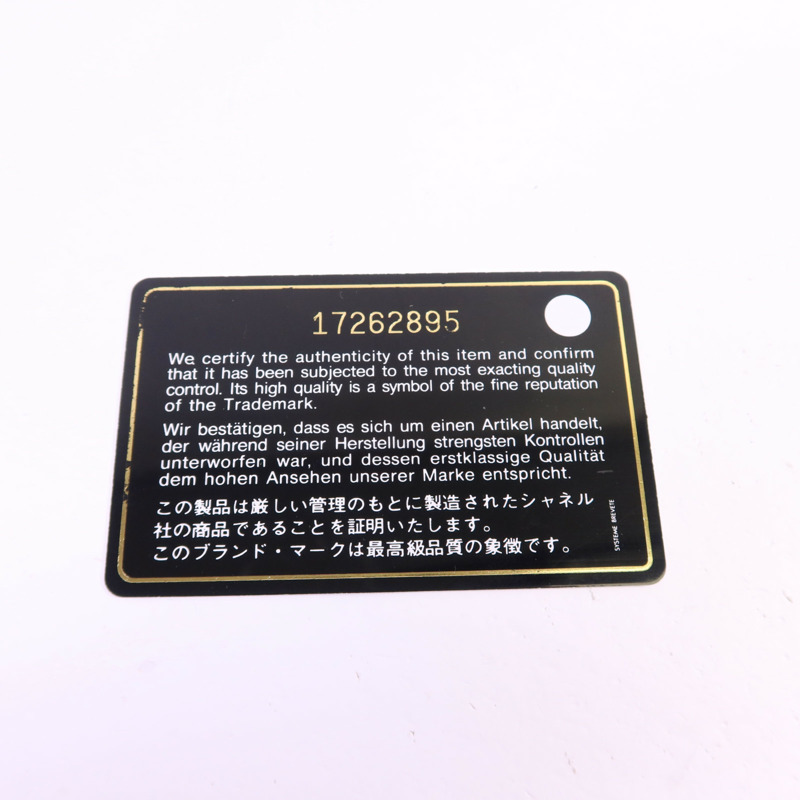 17262895
We certify the authenticity of this item and confirm
that it has been subjected to the most exacting quality
control. Its high quality is a symbol of the fine reputation
of the Trademark.
Wir bestätigen, dass es sich um einen Artikel handelt,
der während seiner Herstellung strengsten Kontrollen
unterworfen war, und dessen erstklassige Qualität
dem hohen Ansehen unserer Marke entspricht.
この製品は厳しい管理のもとに製造されたシャネル
社の商品であることを証明いたします。
このブランド・マークは最高級品質の象徴です。
SYSTEME BREVETE